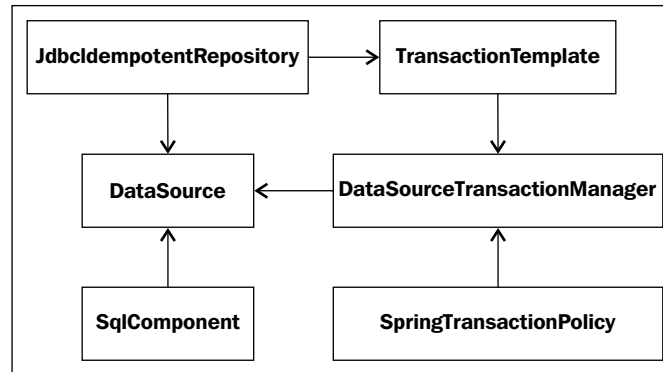 JdbcIdempotentRepository
TransactionTemplate
DataSource
DataSourceTransactionManager
SqlComponent
SpringTransactionPolicy